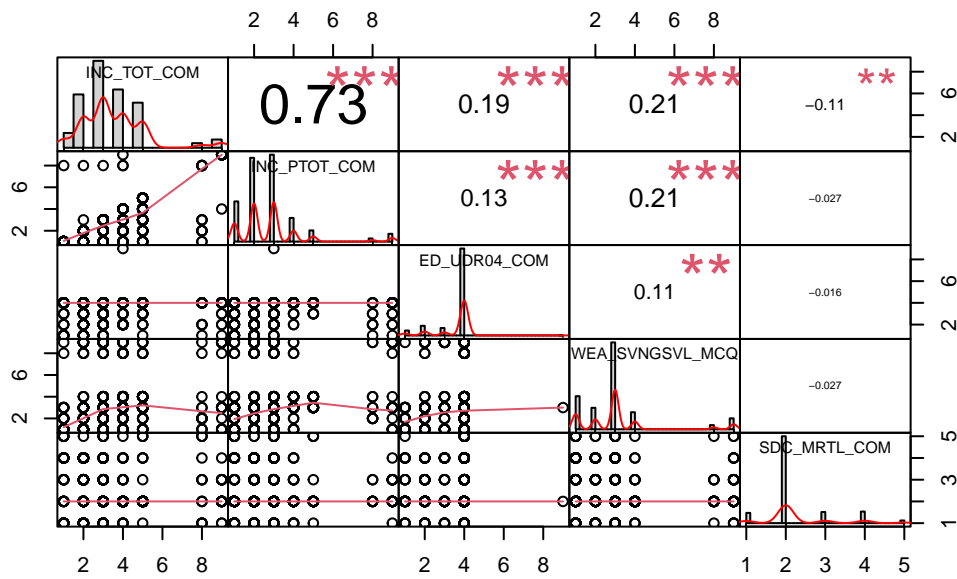 2 4 6 8 2 4 6 8
INC_TOT_COM 0.73 *** 0.19 *** 0.21 *** −0.11 ** 2 6
2 6 INC_PTOT_COM 0.13 *** 0.21 *** −0.027
ED_UDR04_COM 0.11 ** −0.016 2 6
2 6 WEA_SVNGSVL_MCQ −0.027
SDC_MRTL_COM 1 3 5
2 4 6 8 2 4 6 8 1 2 3 4 5